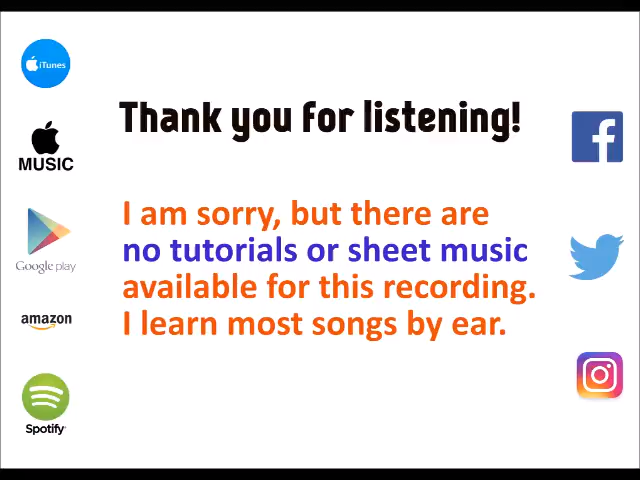 iTunes
MUSIC
Google play
amazon
Spotify
Thank you for listening!
I am sorry, but there are
no tutorials or sheet music
available for this recording.
I learn most songs by ear.